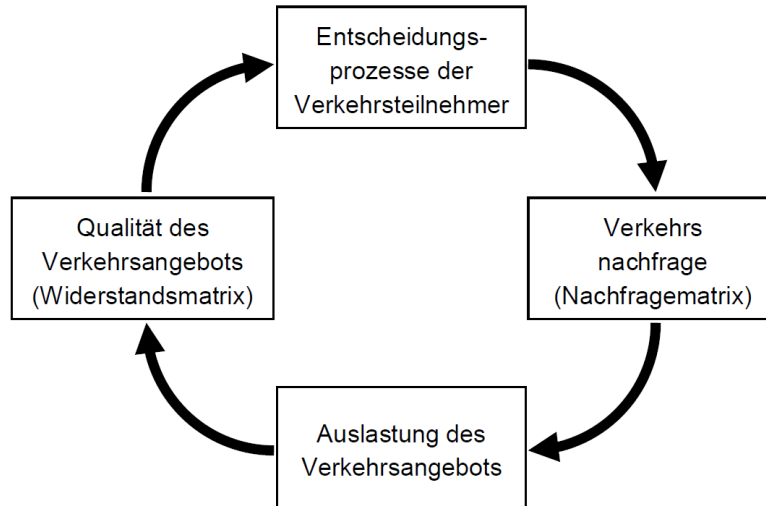 Entscheidungs-
prozesse der
Verkehrsteilnehmer
Qualität des
Verkehrsangebots
(Widerstandsmatrix)
Verkehrs
nachfrage
(Nachfragematrix)
Auslastung des
Verkehrsangebots